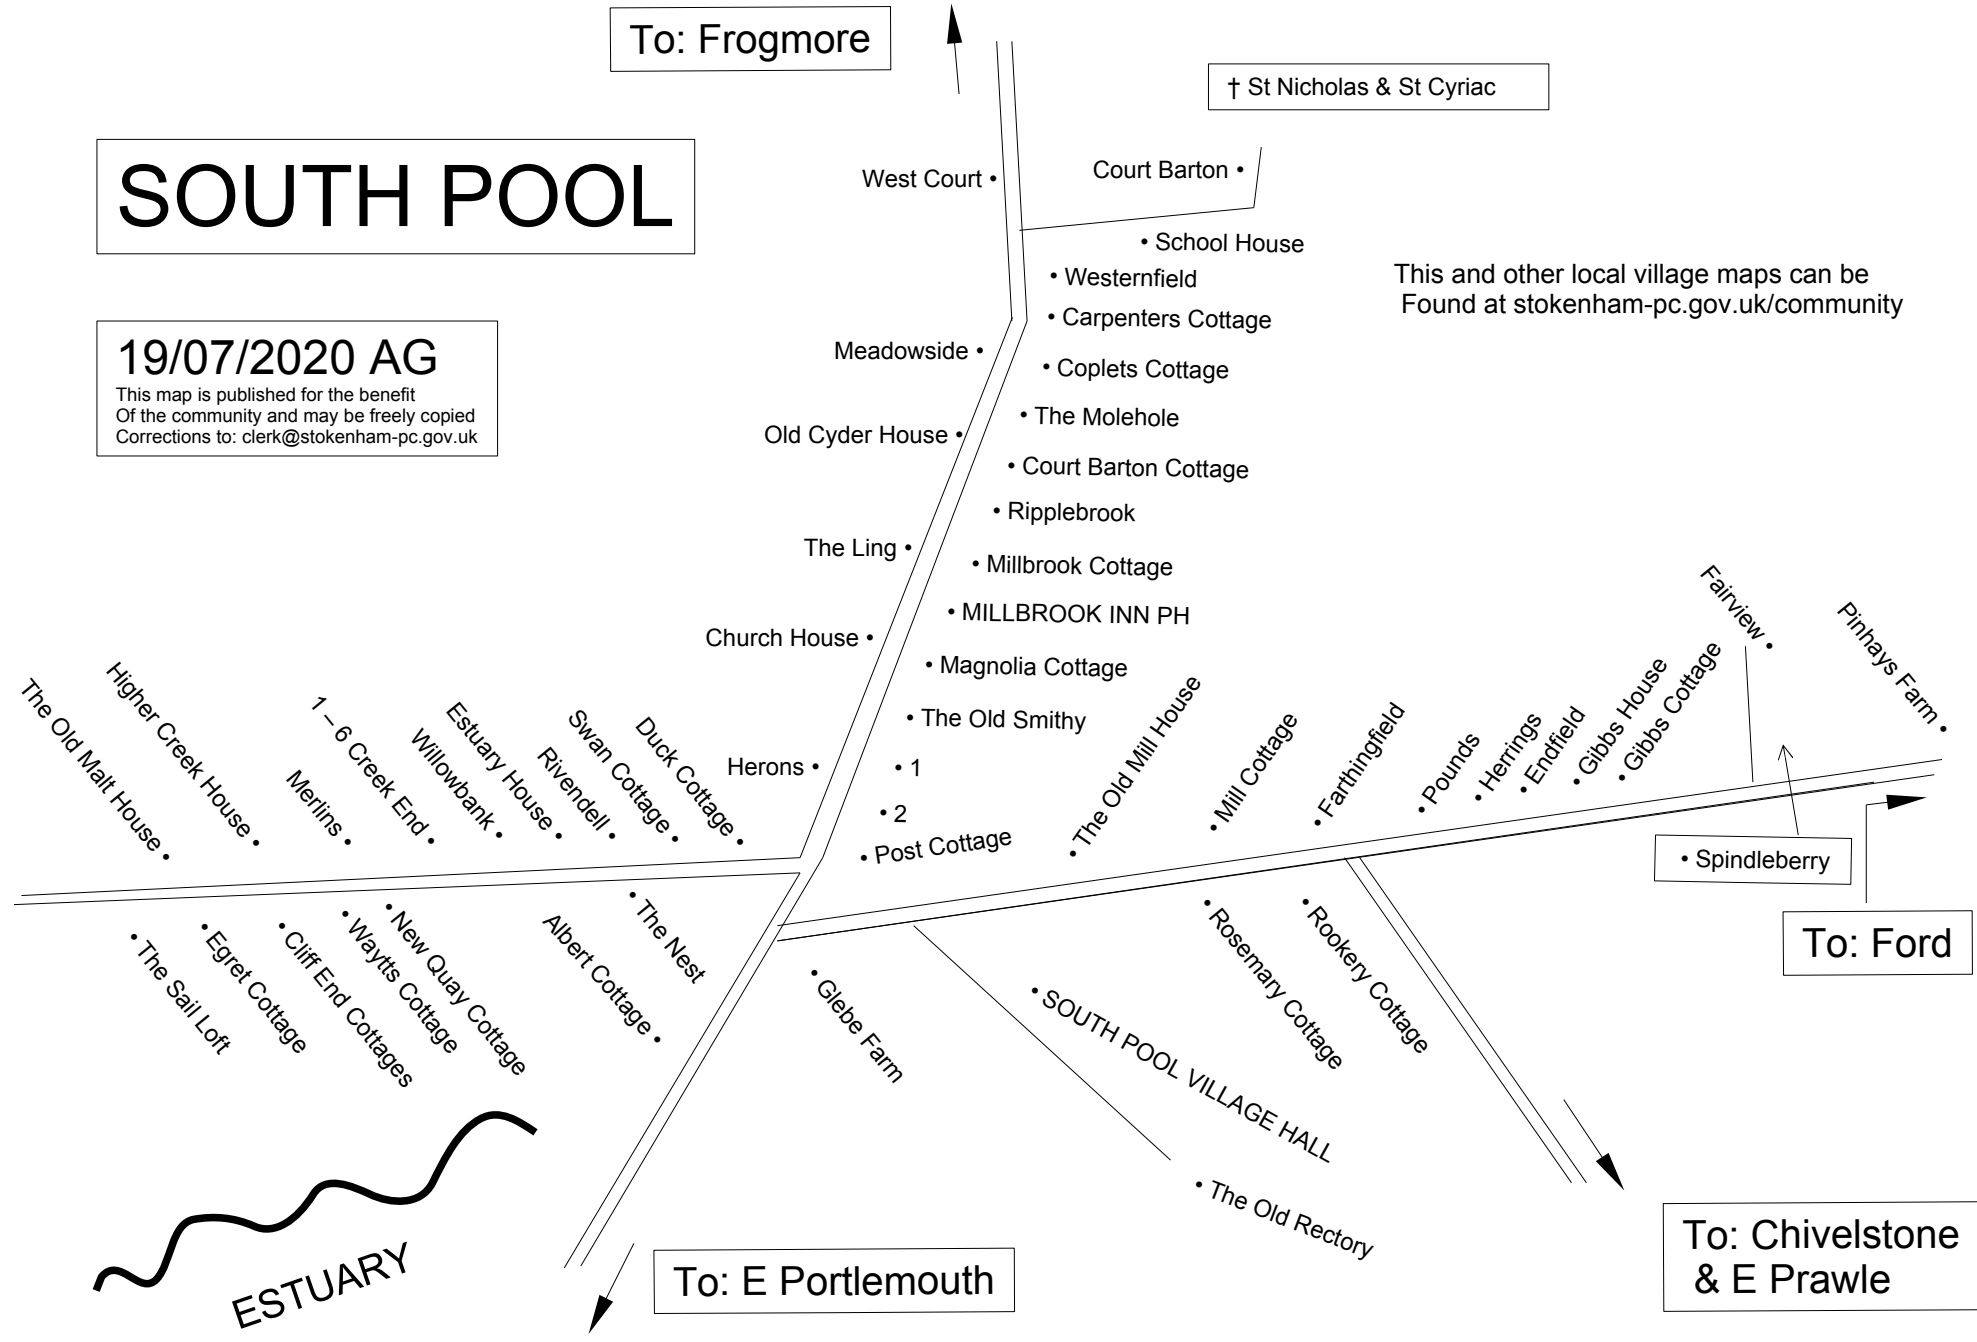 To: Frogmore
† St Nicholas & St Cyriac
SOUTH POOL
West Court •
Court Barton •
• School House
This and other local village maps can be
Found at stokenham-pc.gov.uk/community
• Westernfield
• Carpenters Cottage
19/07/2020 AG
This map is published for the benefit
Of the community and may be freely copied
Corrections to: clerk@stokenham-pc.gov.uk
Meadowside •
• Coplets Cottage
• The Molehole
Old Cyder House •
• Court Barton Cottage
• Ripplebrook
The Ling •
• Millbrook Cottage
• MILLBROOK INN PH
Church House •
• Magnolia Cottage
• The Old Smithy
Herons •
• 1
• 2
• Post Cottage
The Old Malt House •
Higher Creek House •
Merlins •
1 – 6 Creek End •
Willowbank •
Estuary House •
Rivendell •
Swan Cottage •
Duck Cottage •
• The Old Mill House
• Mill Cottage
• Farthingfield
• Pounds
• Herrings
• Endfield
• Gibbs House
• Gibbs Cottage
Fairview •
Pinhays Farm •
• Spindleberry
To: Ford
• The Sail Loft
• Egret Cottage
• Cliff End Cottages
• Waytts Cottage
• New Quay Cottage
Albert Cottage •
• The Nest
• Glebe Farm
• SOUTH POOL VILLAGE HALL
• Rosemary Cottage
• Rookery Cottage
• The Old Rectory
ESTUARY
To: E Portlemouth
To: Chivelstone
& E Prawle